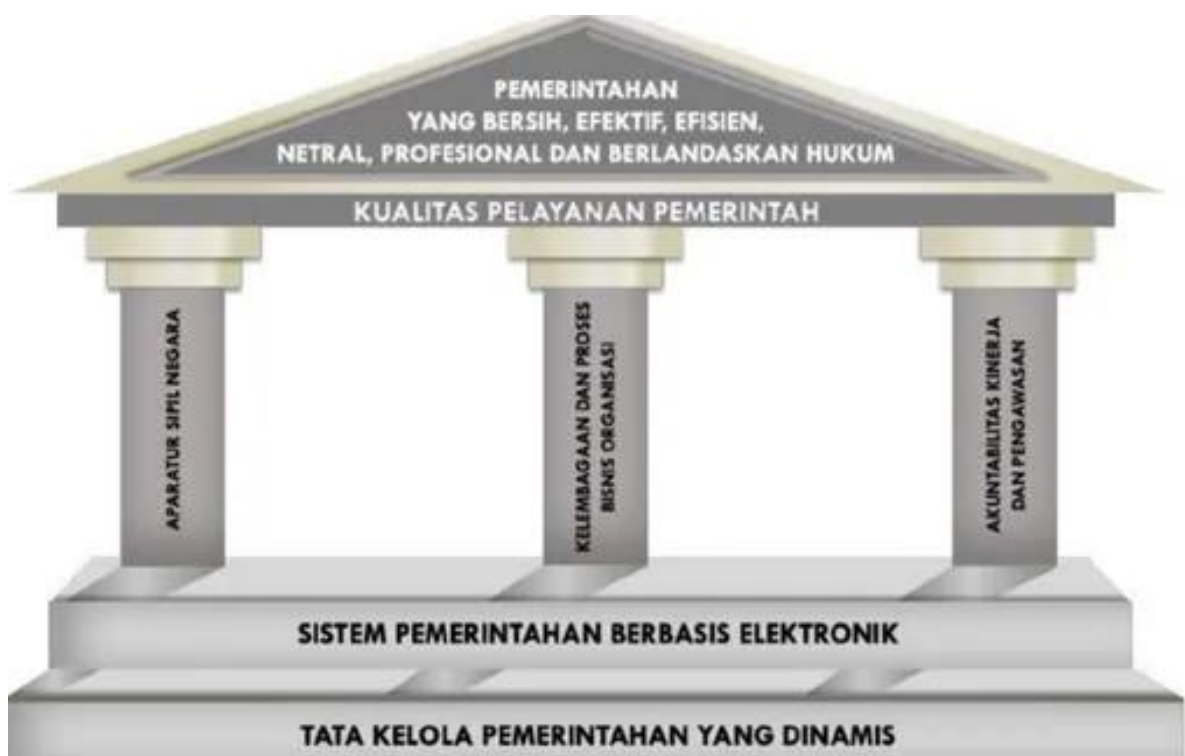 PEMERINTAHAN
YANG BERSIH, EFEKTIF, EFISIEN,
NETRAL, PROFESIONAL DAN BERLANDASKAN HUKUM
KUALITAS PELAYANAN PEMERINTAH
APARATUR SIPIL NEGARA
KELEMBAGAAN DAN PROSES
BISNIS ORGANISASI
AKUNTABILITAS KINERJA
DAN PENGAWASAN
SISTEM PEMERINTAHAN BERBASIS ELEKTRONIK
TATA KELOLA PEMERINTAHAN YANG DINAMIS